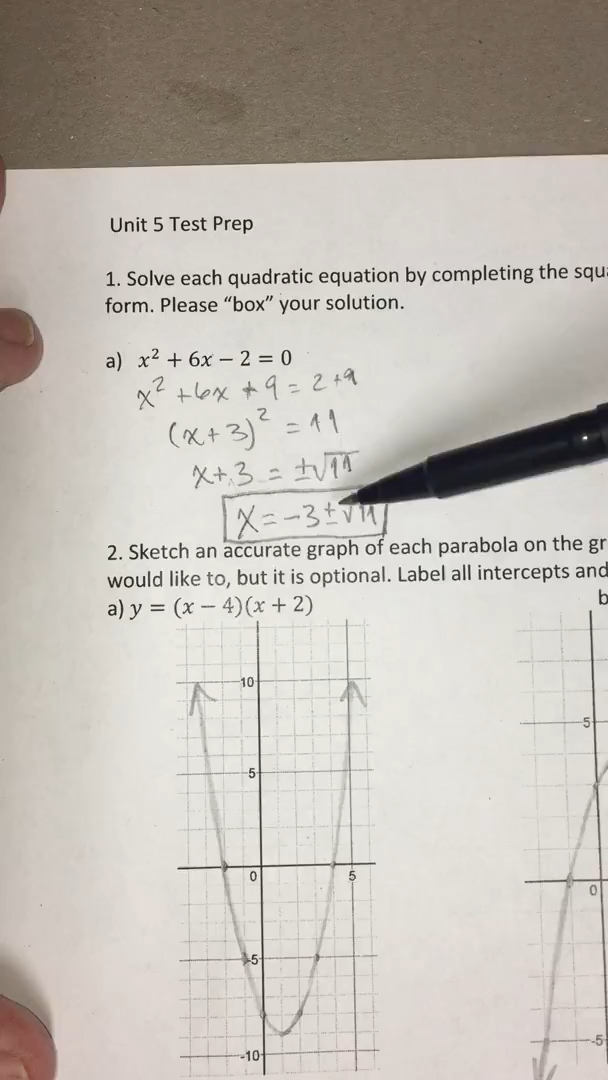 Unit 5 Test Prep
1. Solve each quadratic equation by completing the squa
form. Please “box” your solution.
a) x² + 6x − 2 = 0
x² + 6x + 9 = 2 + 9
(x + 3)² = 11
x + 3 = ±√11
x = −3 ± √11
2. Sketch an accurate graph of each parabola on the gr
would like to, but it is optional. Label all intercepts and
a) y = (x − 4)(x + 2)
b
10
5
0
5
-5
-10
5
0
-5